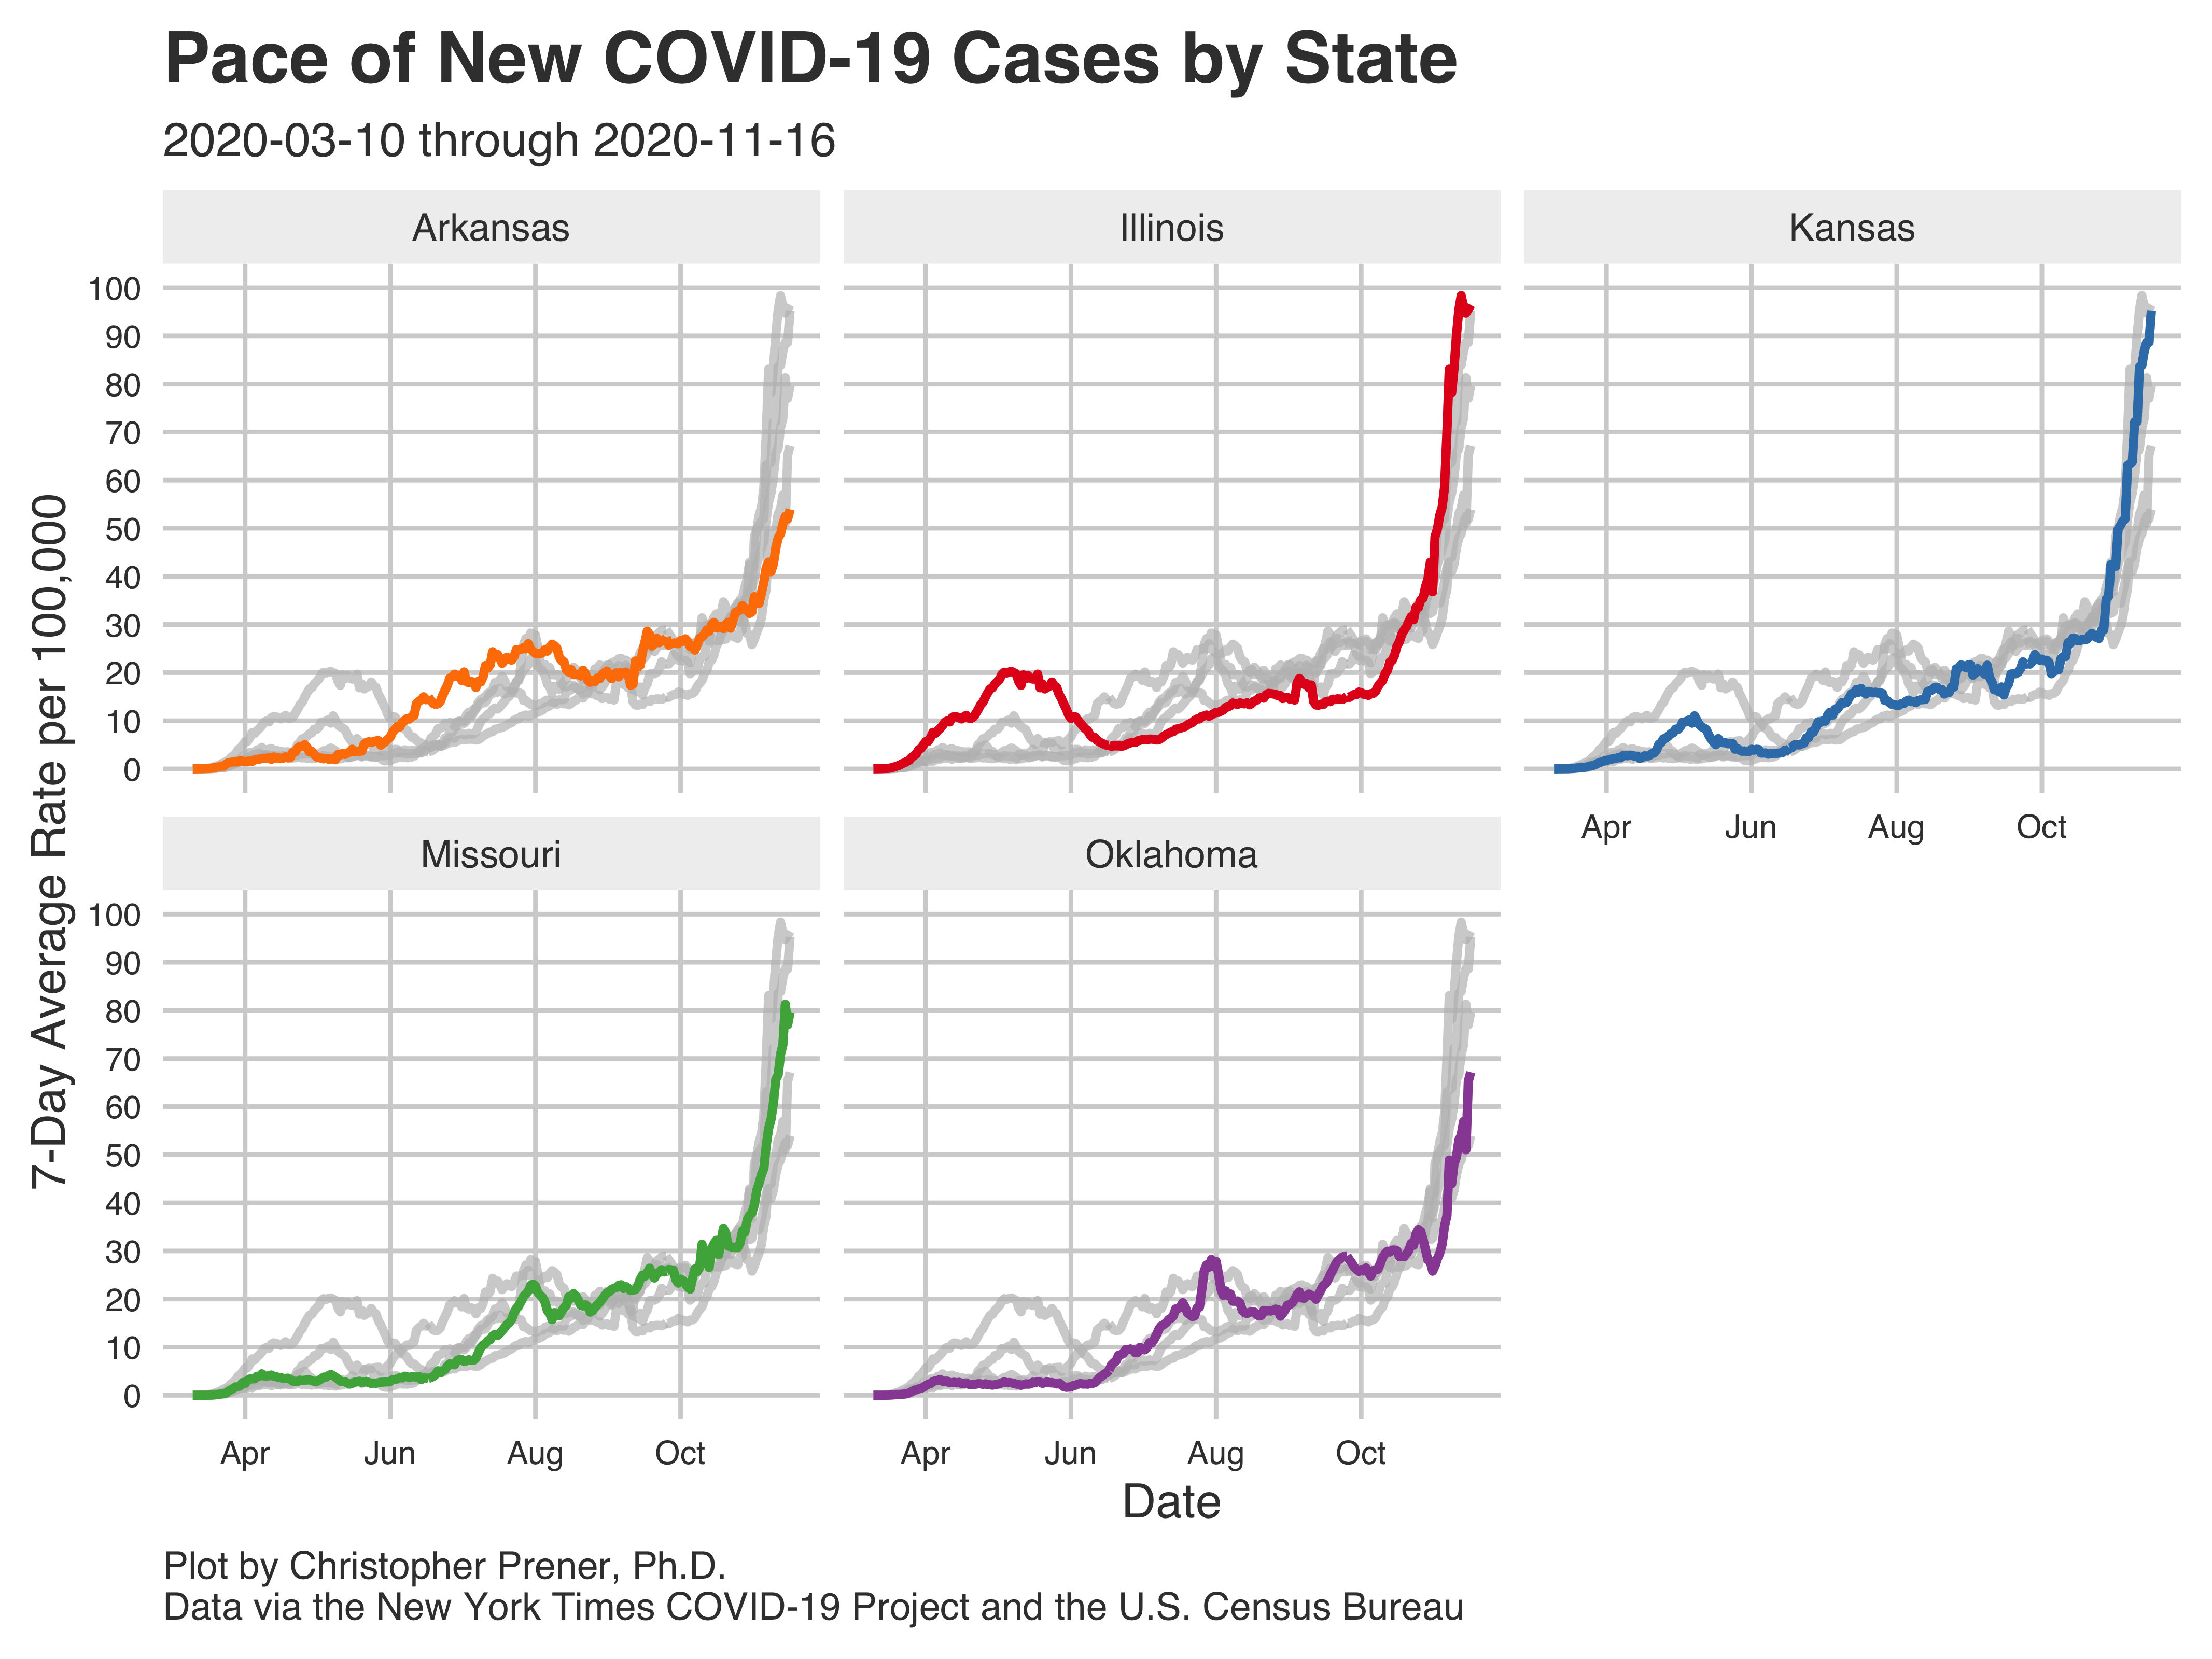 Pace of New COVID-19 Cases by State
2020-03-10 through 2020-11-16
Arkansas
Illinois
Kansas
100
90
80
70
60
50
40
30
20
10
0
Apr
Jun
Aug
Oct
Missouri
Oklahoma
100
90
80
70
60
50
40
30
20
10
0
Apr
Jun
Aug
Oct
Apr
Jun
Aug
Oct
7-Day Average Rate per 100,000
Date
Plot by Christopher Prener, Ph.D.
Data via the New York Times COVID-19 Project and the U.S. Census Bureau